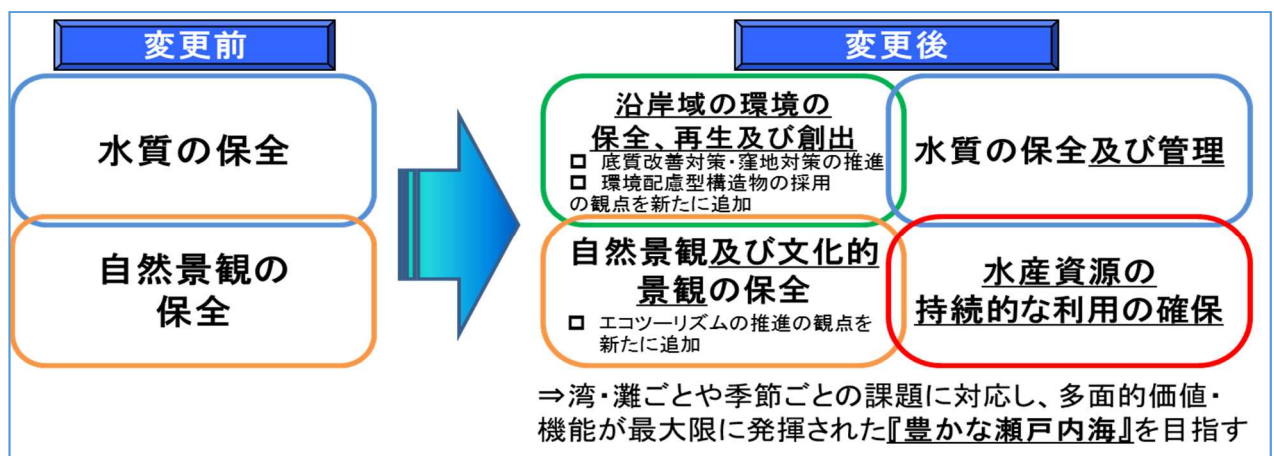 変更前
水質の保全
自然景観の
保全
変更後
沿岸域の環境の
保全、再生及び創出
底質改善対策・窪地対策の推進
環境配慮型構造物の採用
の観点を新たに追加
水質の保全及び管理
自然景観及び文化的
景観の保全
エコツーリズムの推進の観点を
新たに追加
水産資源の
持続的な利用の確保
⇒湾・灘ごとや季節ごとの課題に対応し、多面的価値・
機能が最大限に発揮された『豊かな瀬戸内海』を目指す